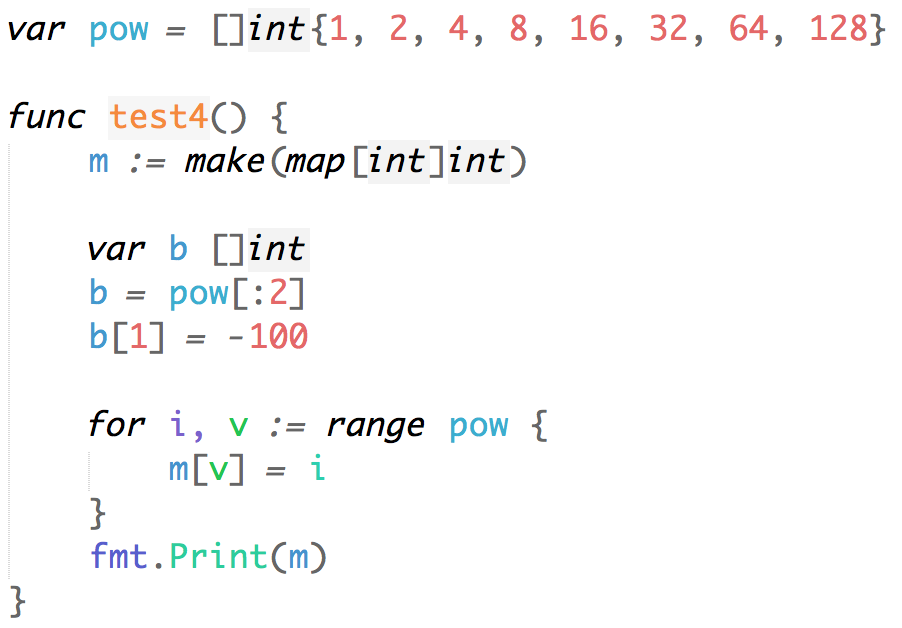 var pow = []int{1, 2, 4, 8, 16, 32, 64, 128}
func test4() {
m := make(map[int]int)
var b []int
b = pow[:2]
b[1] = -100
for i, v := range pow {
m[v] = i
}
fmt.Print(m)
}